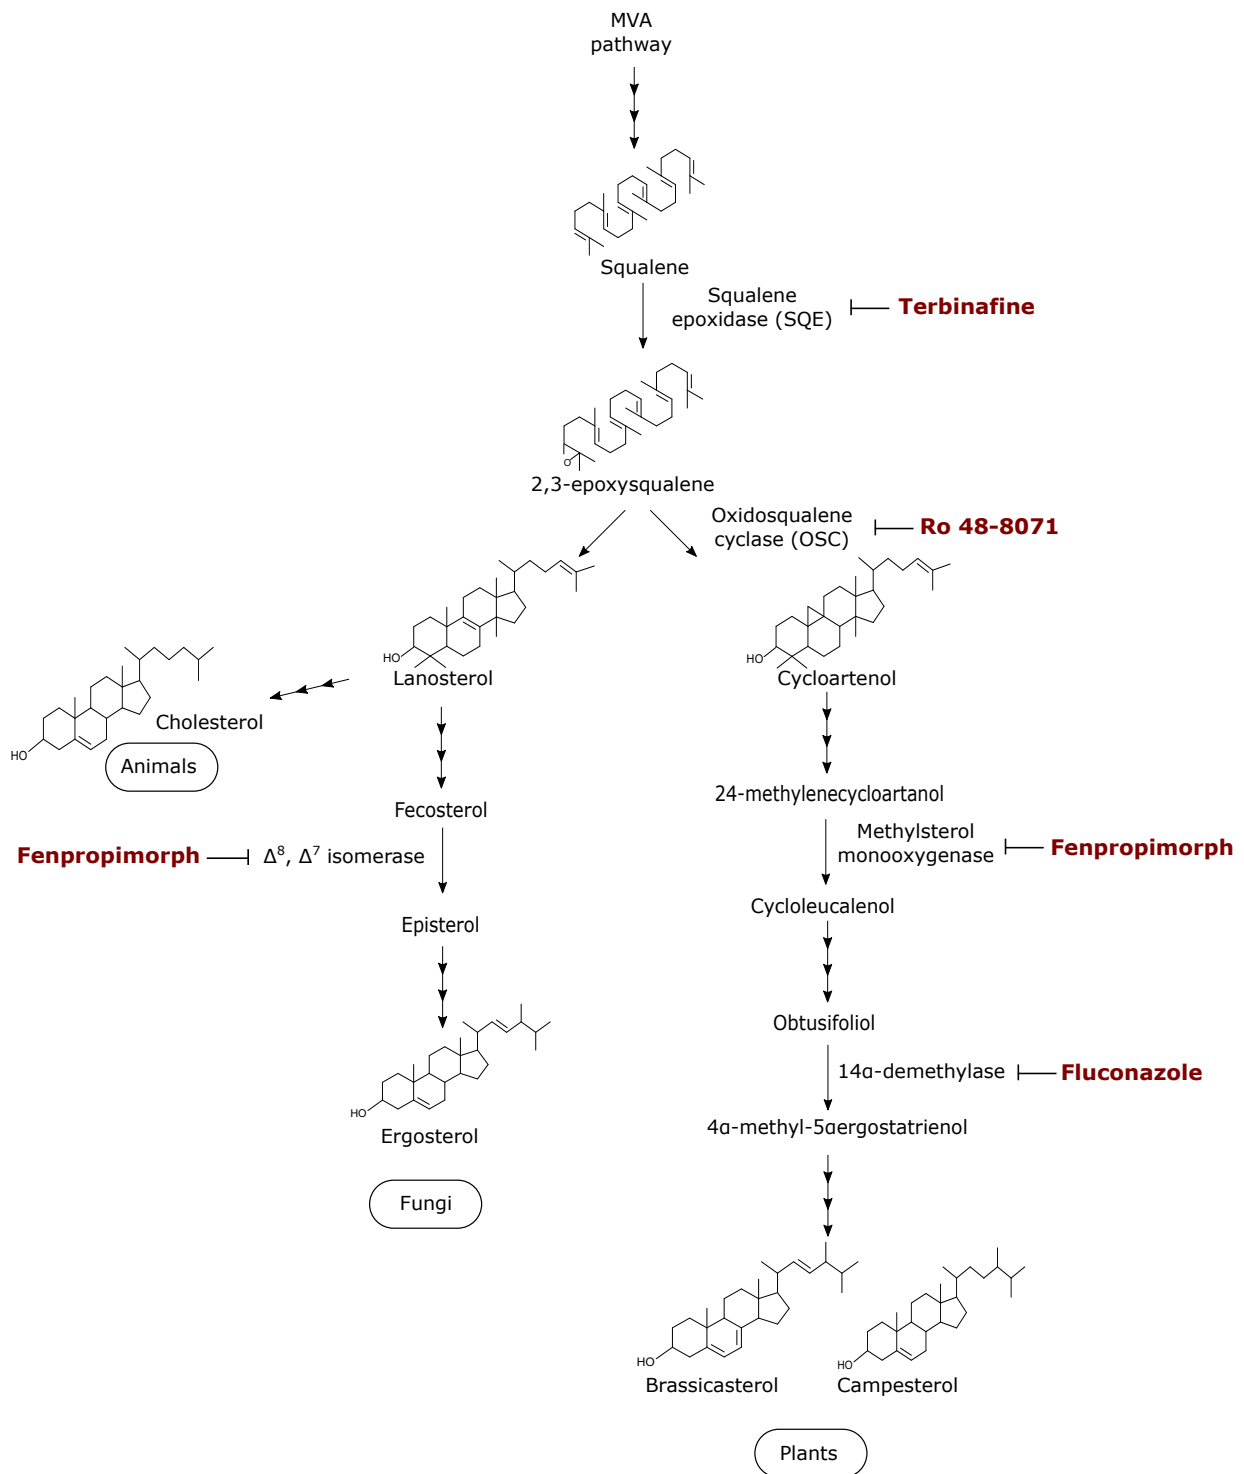 MVA
pathway
Squalene
Squalene
epoxidase (SQE)
Terbinafine
O
2,3-epoxysqualene
Oxidosqualene
cyclase (OSC)
Ro 48-8071
HO
Lanosterol
HO
Cycloartenol
HO
Cholesterol
Animals
Fecosterol
24-methylenecycloartanol
Fenpropimorph
Δ⁸, Δ⁷ isomerase
Methylsterol
monooxygenase
Fenpropimorph
Episterol
Cycloleucalenol
Obtusifoliol
HO
Ergosterol
14α-demethylase
Fluconazole
4α-methyl-5αergostatrienol
Fungi
HO
Brassicasterol
HO
Campesterol
Plants